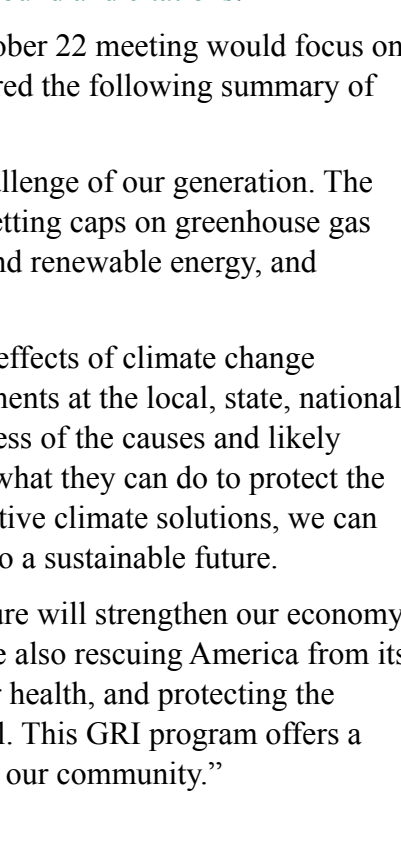 ober 22 meeting would focus on
red the following summary of
allenge of our generation. The
etting caps on greenhouse gas
nd renewable energy, and
effects of climate change
ments at the local, state, national
ess of the causes and likely
what they can do to protect the
tive climate solutions, we can
o a sustainable future.
ure will strengthen our economy
e also rescuing America from its
r health, and protecting the
l. This GRI program offers a
our community.”